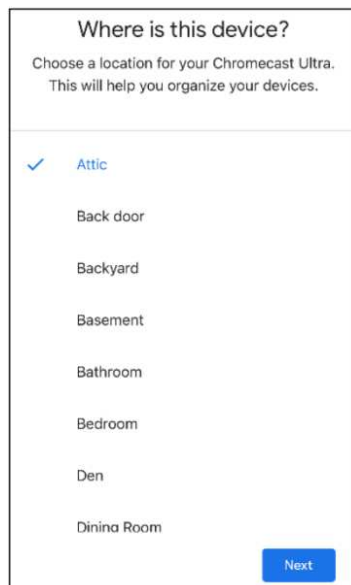 Where is this device?
Choose a location for your Chromecast Ultra.
This will help you organize your devices.
Attic
Back door
Backyard
Basement
Bathroom
Bedroom
Den
Dining Room
Next